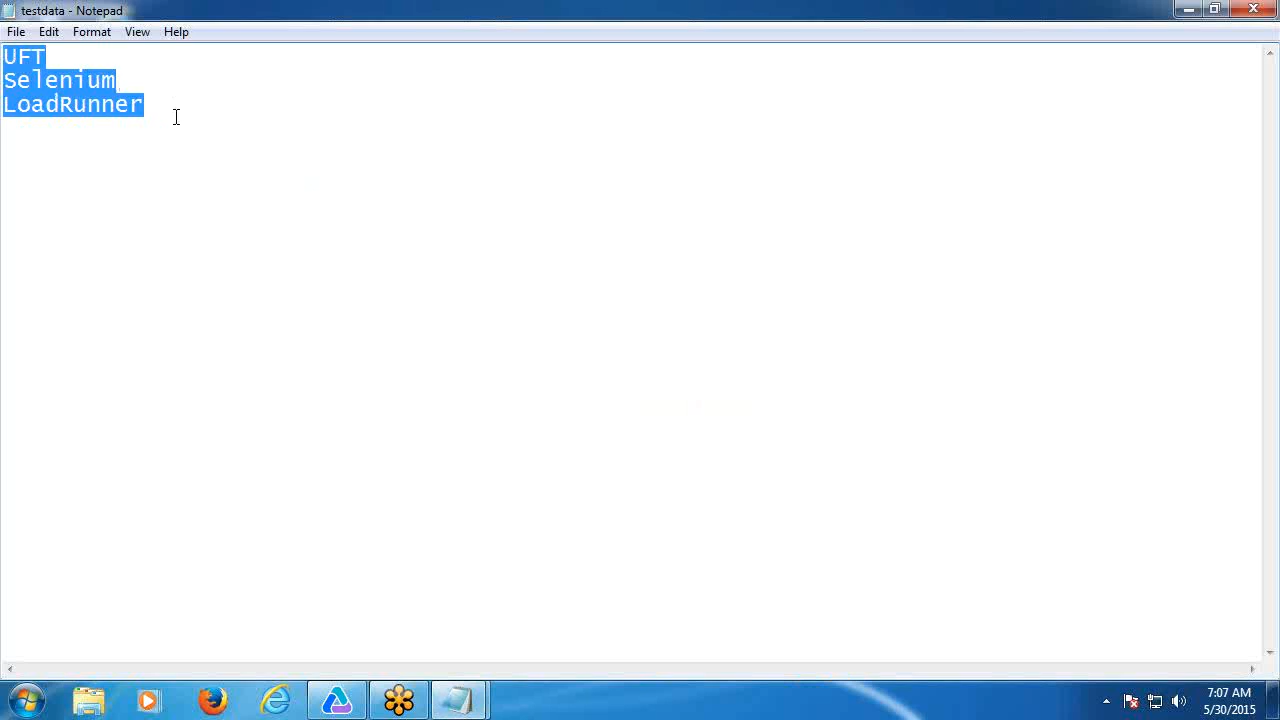 testdata - Notepad
File Edit Format View Help
UFT
Selenium
LoadRunner
7:07 AM
5/30/2015